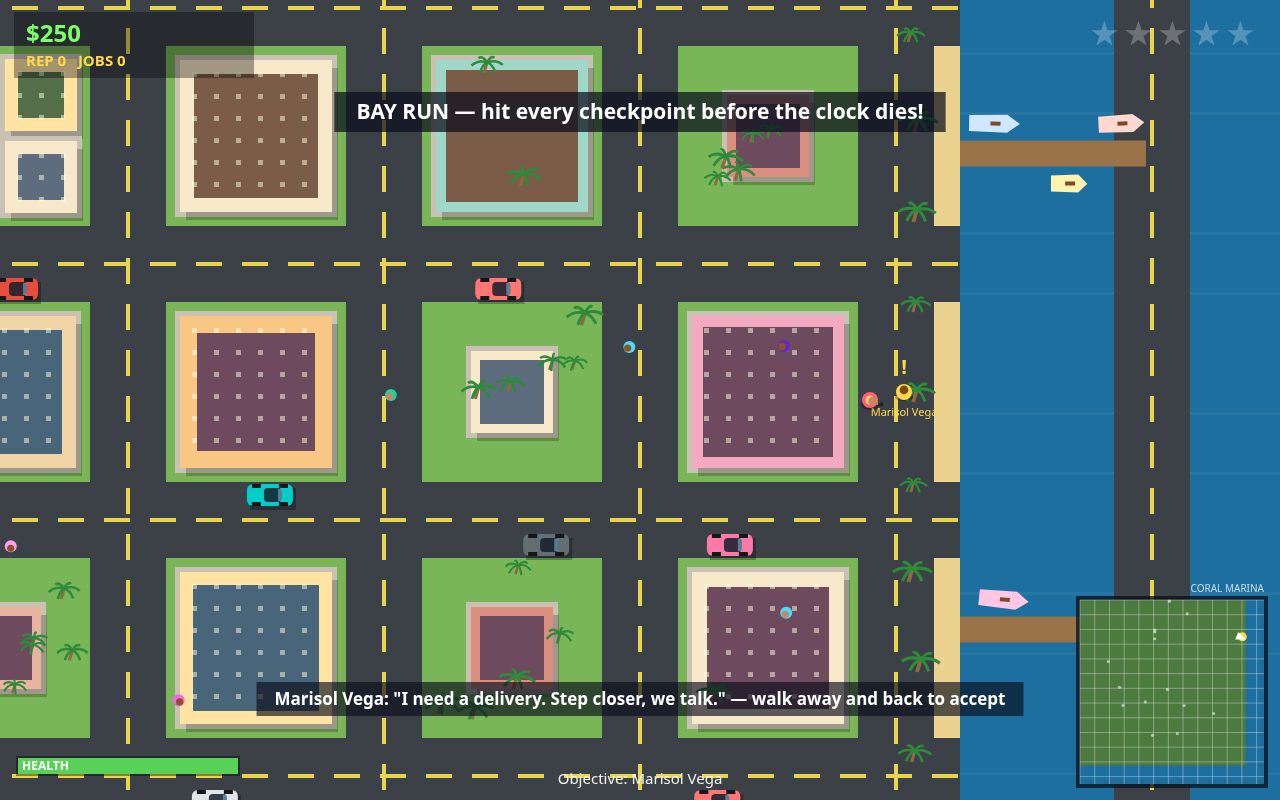 $250
REP 0 JOBS 0
BAY RUN — hit every checkpoint before the clock dies!
!
Marisol Vega
CORAL MARINA
Marisol Vega: "I need a delivery. Step closer, we talk." — walk away and back to accept
HEALTH
Objective: Marisol Vega